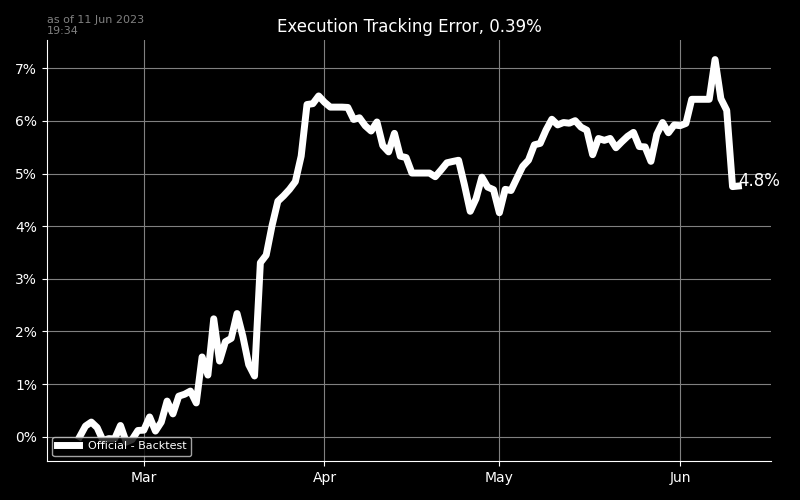 as of 11 Jun 2023
19:34
Execution Tracking Error, 0.39%
7%
6%
5%
4.8%
4%
3%
2%
1%
0%
Official - Backtest
Mar
Apr
May
Jun